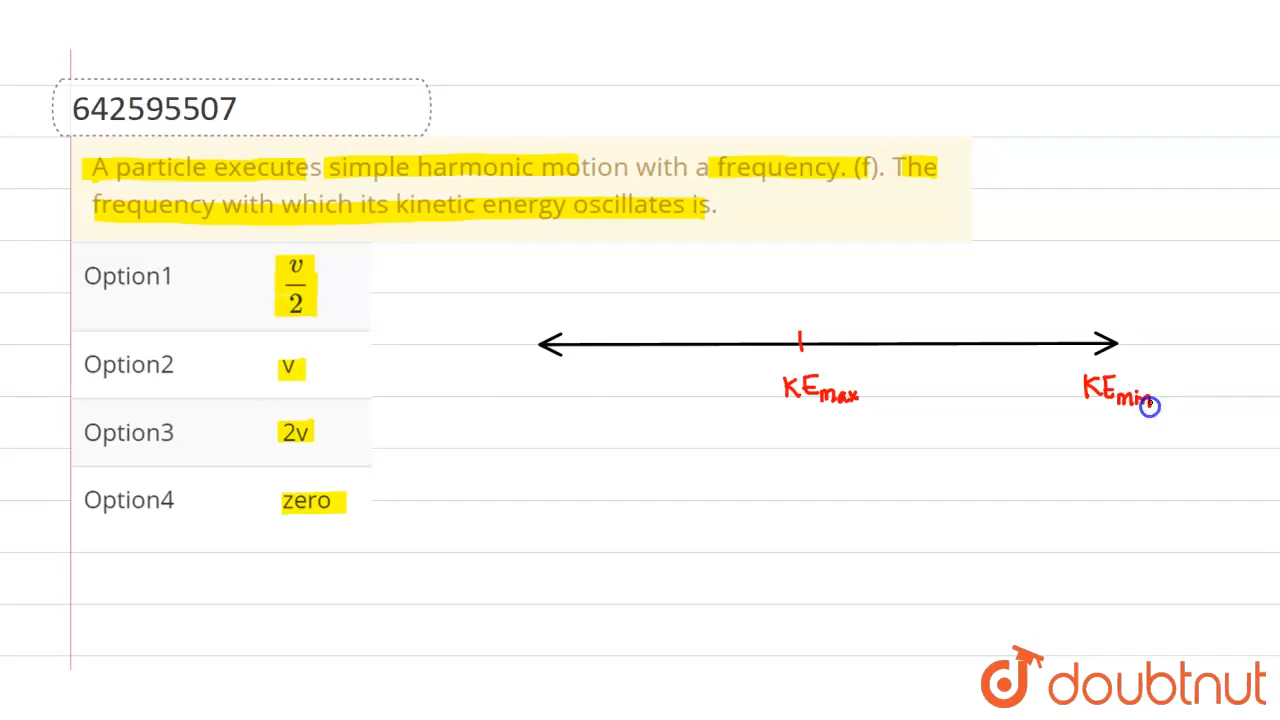 642595507
A particle executes simple harmonic motion with a frequency. (f). The
frequency with which its kinetic energy oscillates is.
Option1 v/2
Option2 v
Option3 2v
Option4 zero
KEmax KEmin
doubtnut